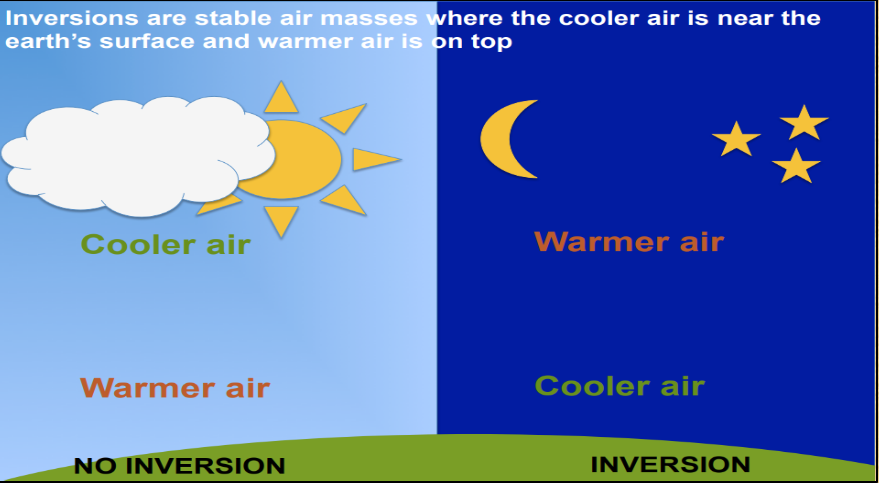 Inversions are stable air masses where the cooler air is near the
earth’s surface and warmer air is on top
Cooler air
Warmer air
NO INVERSION
Warmer air
Cooler air
INVERSION